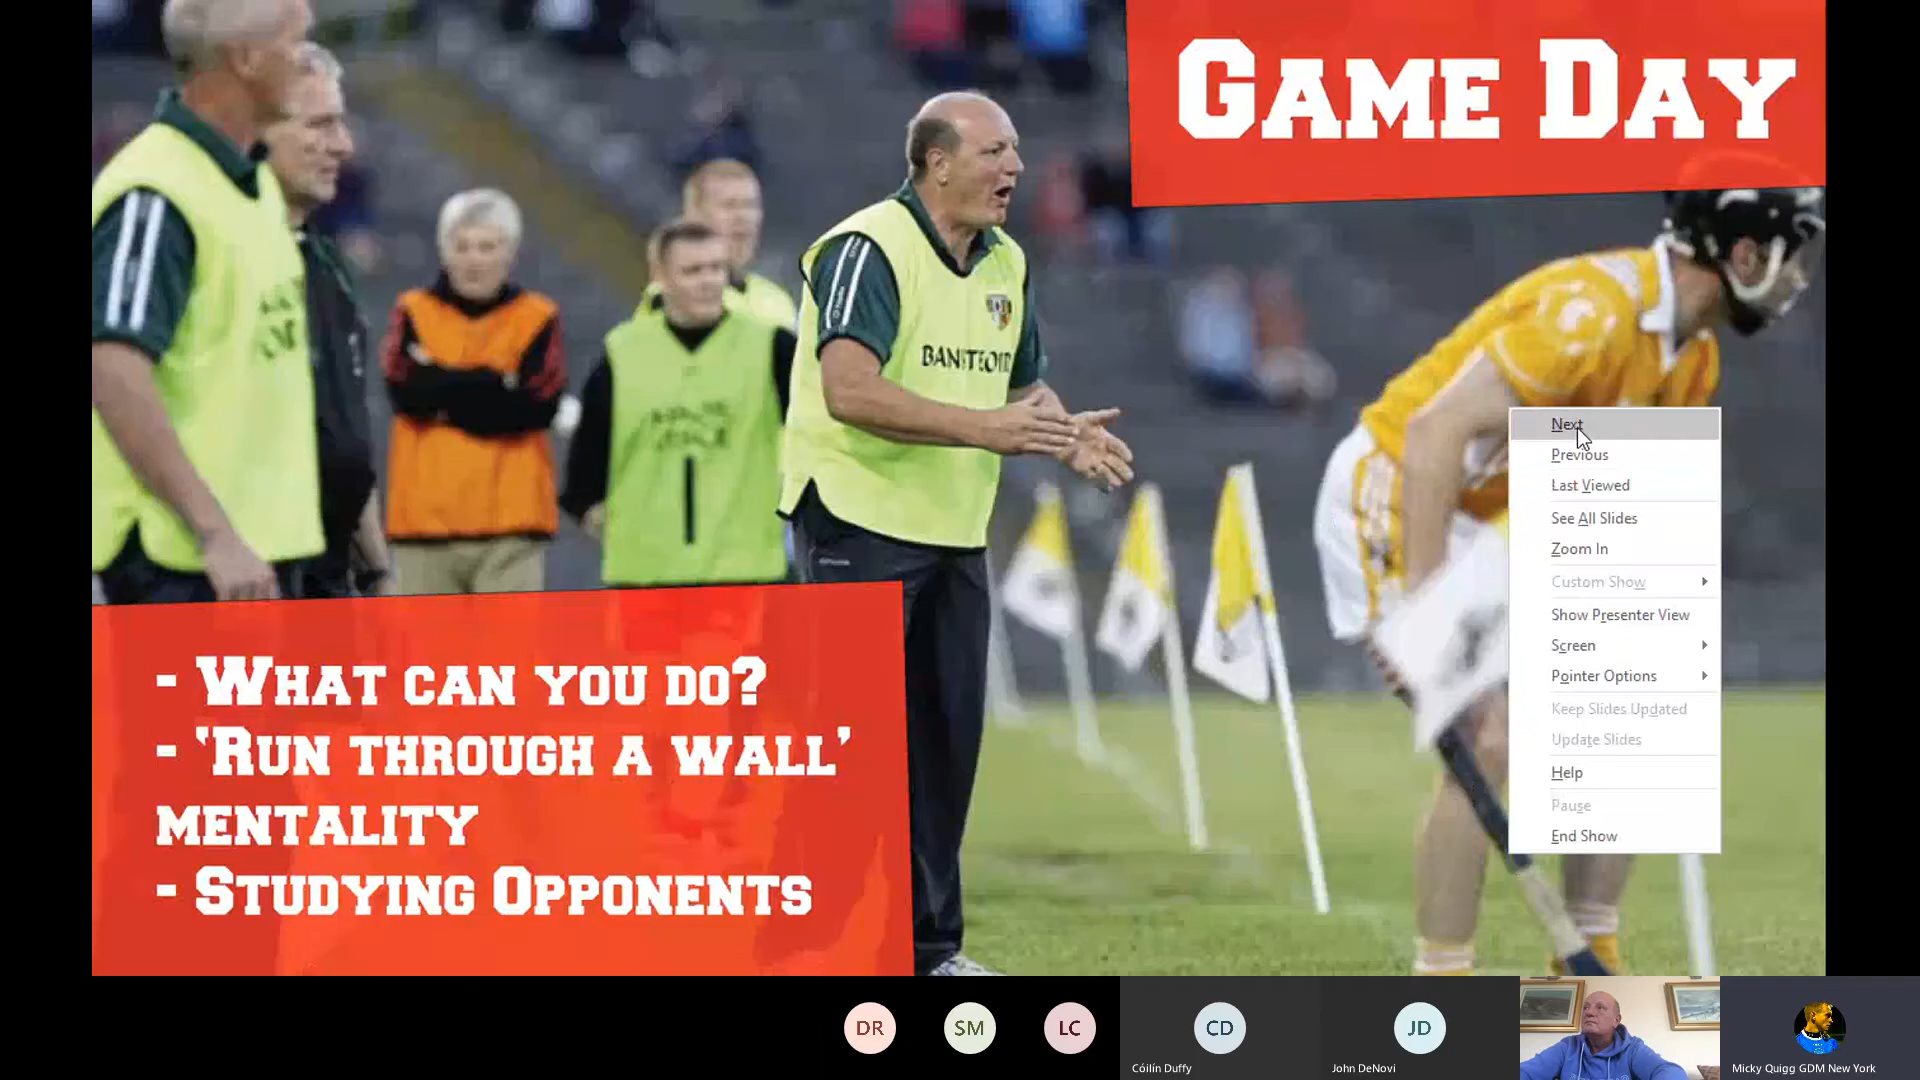 Game Day
BANISTEOIR
- What can you do?
- 'Run through a wall'
mentality
- Studying Opponents
Next
Previous
Last Viewed
See All Slides
Zoom In
Custom Show
Show Presenter View
Screen
Pointer Options
Keep Slides Updated
Update Slides
Help
Pause
End Show
DR
SM
LC
CD
JD
Cóilín Duffy
John DeNovi
Micky Quigg GDM New York